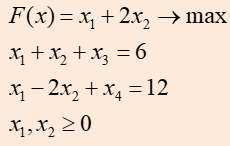 F(x) = x₁ + 2x₂ → max
x₁ + x₂ + x₃ = 6
x₁ − 2x₂ + x₄ = 12
x₁, x₂ ≥ 0